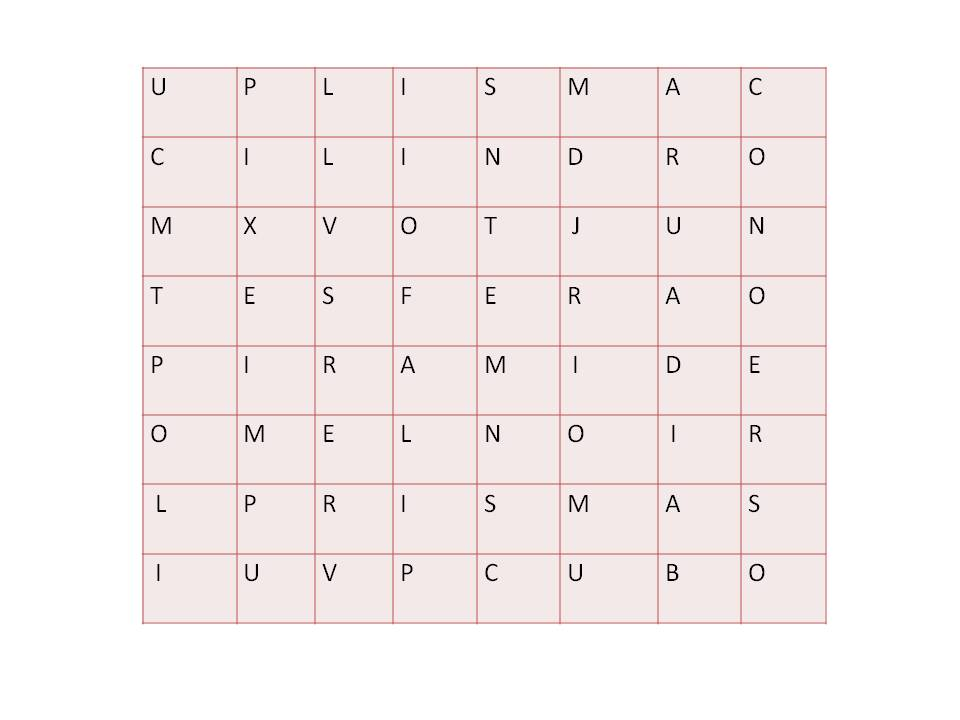 U P L I S M A C
C I L I N D R O
M X V O T J U N
T E S F E R A O
P I R A M I D E
O M E L N O I R
L P R I S M A S
I U V P C U B O